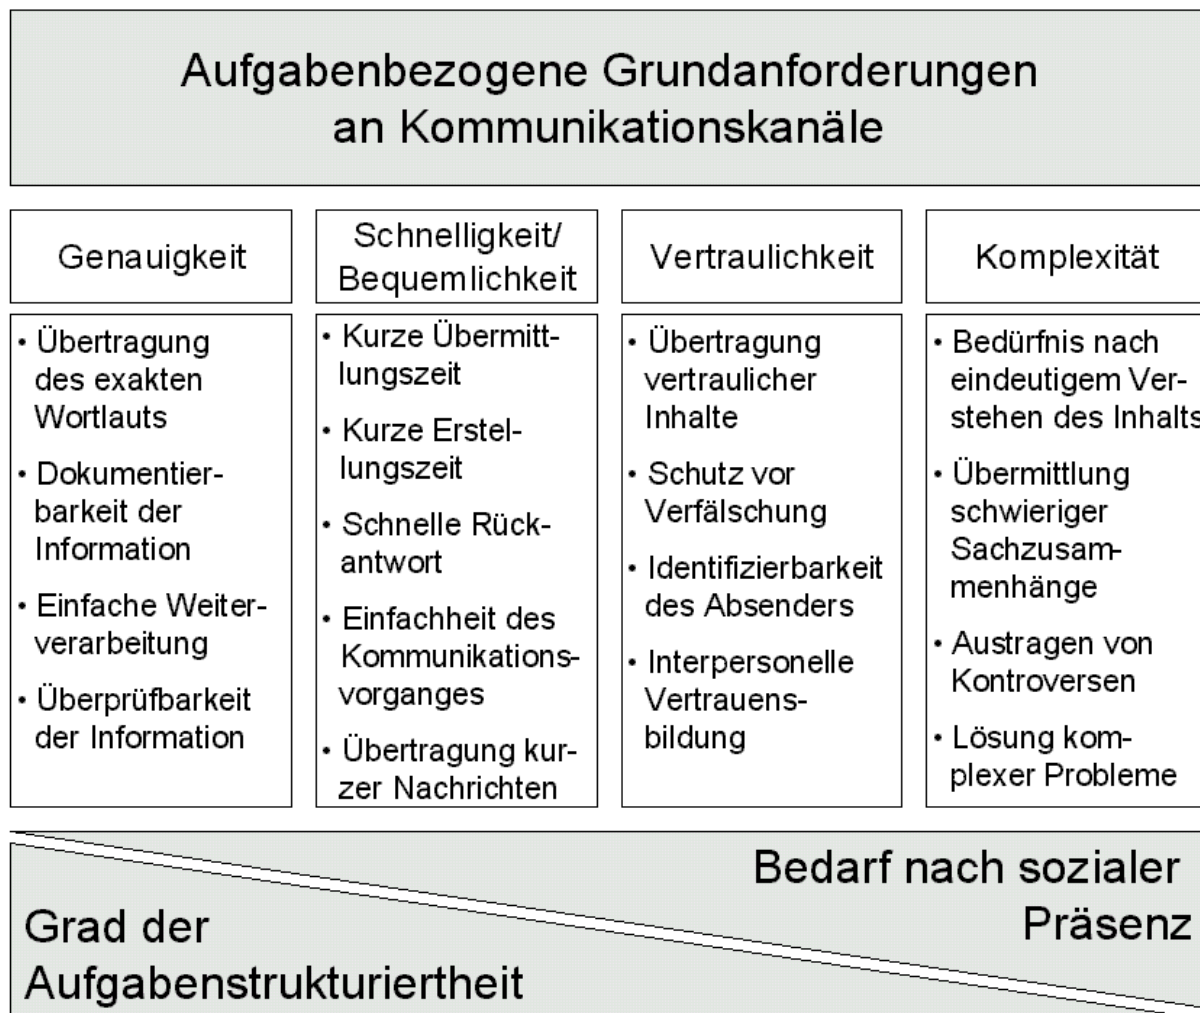 Aufgabenbezogene Grundanforderungen
an Kommunikationskanäle
Genauigkeit
• Übertragung
des exakten
Wortlauts
• Dokumentier-
barkeit der
Information
• Einfache Weiter-
verarbeitung
• Überprüfbarkeit
der Information
Schnelligkeit/
Bequemlichkeit
• Kurze Übermitt-
lungszeit
• Kurze Erstel-
lungszeit
• Schnelle Rück-
antwort
• Einfachheit des
Kommunikations-
vorganges
• Übertragung kur-
zer Nachrichten
Vertraulichkeit
• Übertragung
vertraulicher
Inhalte
• Schutz vor
Verfälschung
• Identifizierbarkeit
des Absenders
• Interpersonelle
Vertrauens-
bildung
Komplexität
• Bedürfnis nach
eindeutigem Ver-
stehen des Inhalts
• Übermittlung
schwieriger
Sachzusam-
menhänge
• Austragen von
Kontroversen
• Lösung kom-
plexer Probleme
Bedarf nach sozialer
Präsenz
Grad der
Aufgabenstrukturiertheit